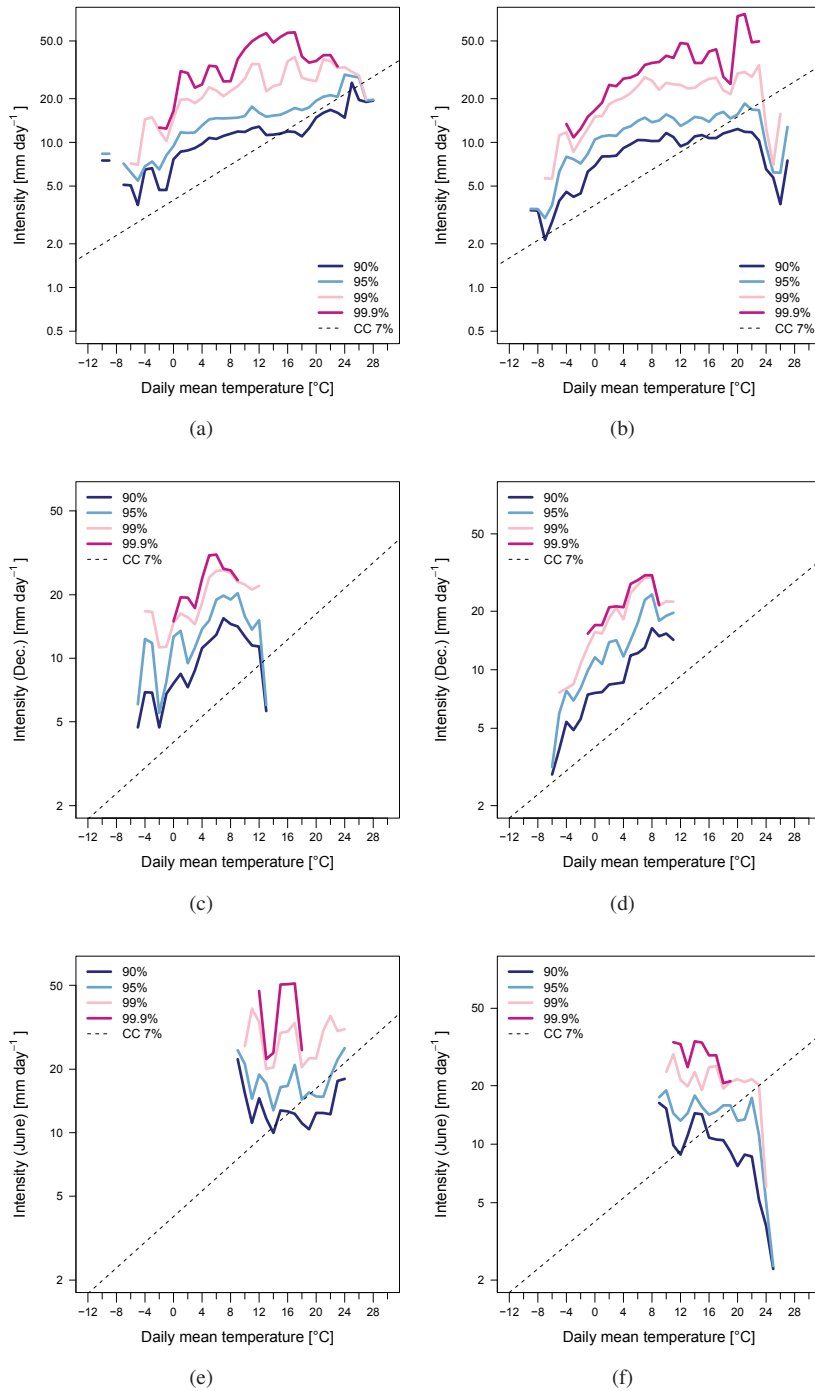 50.0
20.0
10.0
5.0
2.0
1.0
0.5
Intensity [mm day⁻¹ ]
90%
95%
99%
99.9%
CC 7%
−12 −8 −4 0 4 8 12 16 20 24 28
Daily mean temperature [°C]
(a)
50.0
20.0
10.0
5.0
2.0
1.0
0.5
Intensity [mm day⁻¹ ]
90%
95%
99%
99.9%
CC 7%
−12 −8 −4 0 4 8 12 16 20 24 28
Daily mean temperature [°C]
(b)
90%
95%
99%
99.9%
CC 7%
50
20
10
5
2
Intensity (Dec.) [mm day⁻¹ ]
−12 −8 −4 0 4 8 12 16 20 24 28
Daily mean temperature [°C]
(c)
90%
95%
99%
99.9%
CC 7%
50
20
10
5
2
Intensity (Dec.) [mm day⁻¹ ]
−12 −8 −4 0 4 8 12 16 20 24 28
Daily mean temperature [°C]
(d)
90%
95%
99%
99.9%
CC 7%
50
20
10
5
2
Intensity (June) [mm day⁻¹ ]
−12 −8 −4 0 4 8 12 16 20 24 28
Daily mean temperature [°C]
(e)
90%
95%
99%
99.9%
CC 7%
50
20
10
5
2
Intensity (June) [mm day⁻¹ ]
−12 −8 −4 0 4 8 12 16 20 24 28
Daily mean temperature [°C]
(f)